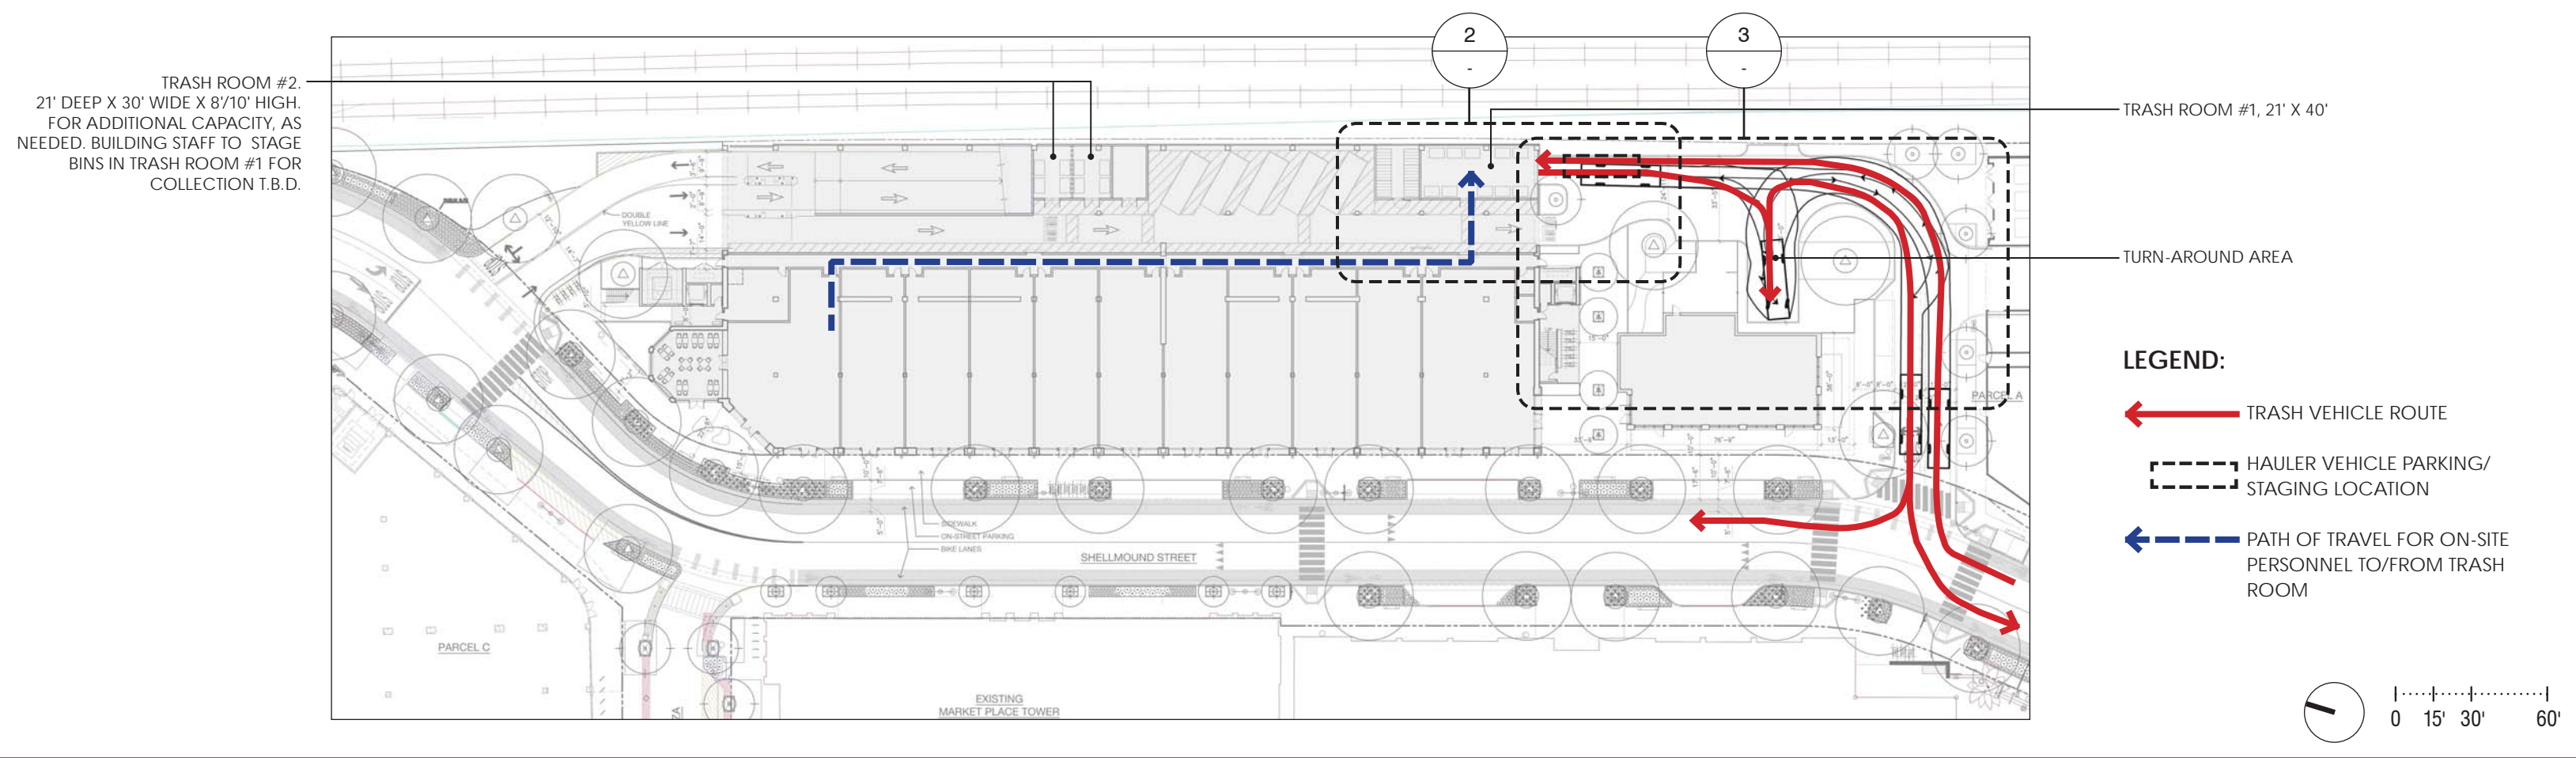 2
-
3
-
TRASH ROOM #2.
21' DEEP X 30' WIDE X 8'/10' HIGH.
FOR ADDITIONAL CAPACITY, AS
NEEDED. BUILDING STAFF TO STAGE
BINS IN TRASH ROOM #1 FOR
COLLECTION T.B.D.
TRASH ROOM #1, 21' X 40'
DOUBLE
YELLOW LINE
TURN-AROUND AREA
15'-0"
PARCEL A
LEGEND:
TRASH VEHICLE ROUTE
HAULER VEHICLE PARKING/
STAGING LOCATION
PATH OF TRAVEL FOR ON-SITE
PERSONNEL TO/FROM TRASH
ROOM
SIDEWALK
ON-STREET PARKING
BIKE LANES
SHELLMOUND STREET
PARCEL C
EXISTING
MARKET PLACE TOWER
0 15' 30' 60'